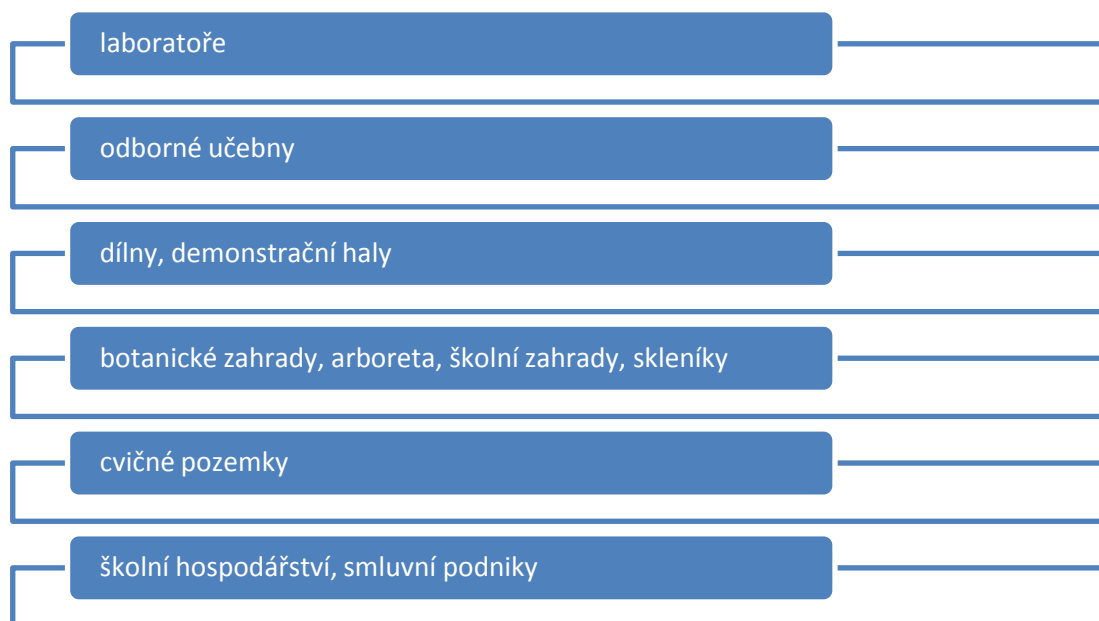 laboratoře
odborné učebny
dílny, demonstrační haly
botanické zahrady, arboreta, školní zahrady, skleníky
cvičné pozemky
školní hospodářství, smluvní podniky